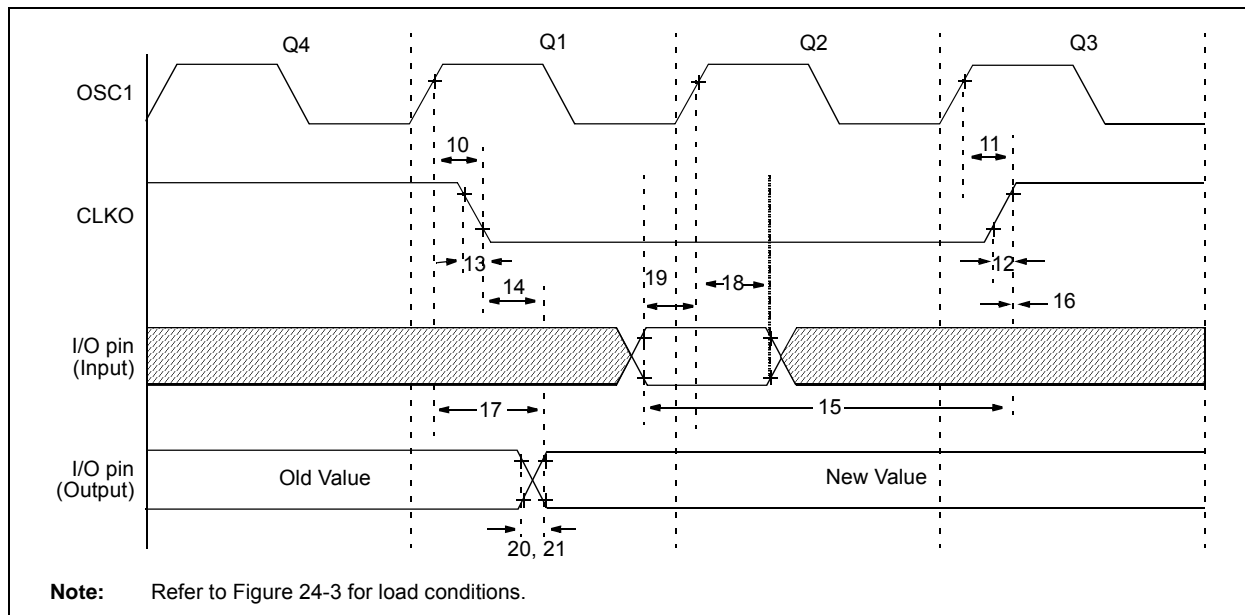 Q4 Q1 Q2 Q3
OSC1
10 11
CLKO
13 12
14 19 18 16
I/O pin
(Input)
17 15
I/O pin
(Output)
Old Value New Value
20, 21
Note: Refer to Figure 24-3 for load conditions.